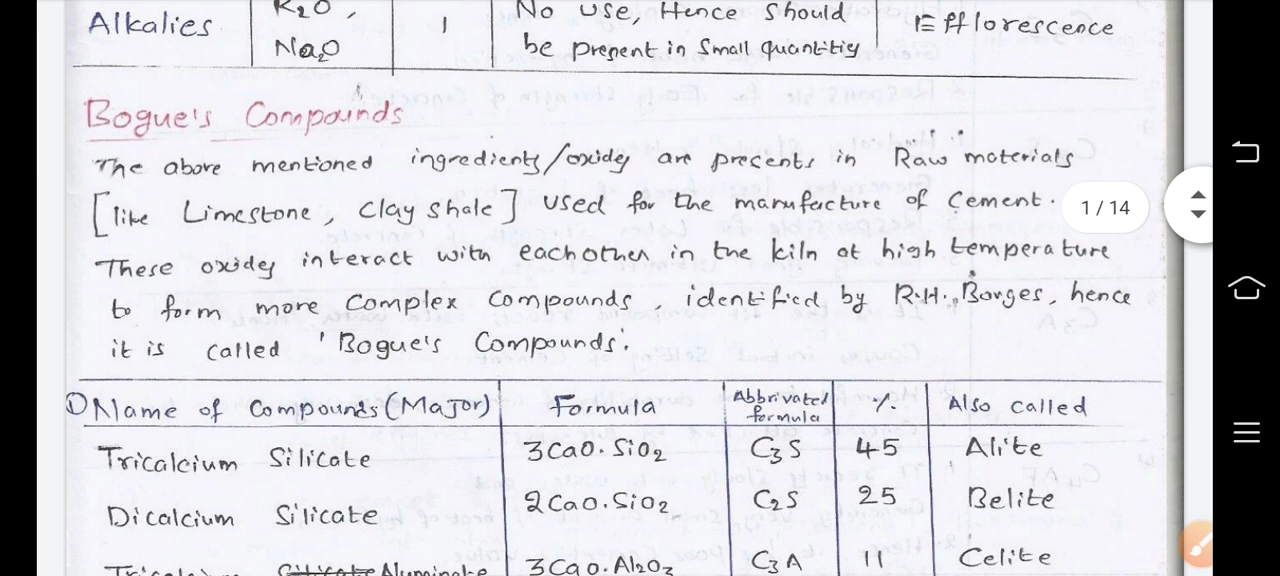 Alkalies K2O, Na2O 1 No use, Hence should be present in small quantitiy Efflorescence
Bogue's Compounds
The above mentioned ingredients/oxides are presents in Raw materials
[like Limestone, Clay shale] used for the manufacture of cement.
1 / 14
These oxides interact with eachother in the kiln at high temperature
to form more complex compounds, identified by R.H. Borges, hence
it is called 'Bogue's Compounds'.
1) Name of compounds (Major) Formula Abbrivated formula % Also called
Tricalcium Silicate 3CaO.SiO2 C3S 45 Alite
Dicalcium Silicate 2CaO.SiO2 C2S 25 Belite
Aluminate 3CaO.Al2O3 C3A 11 Celite